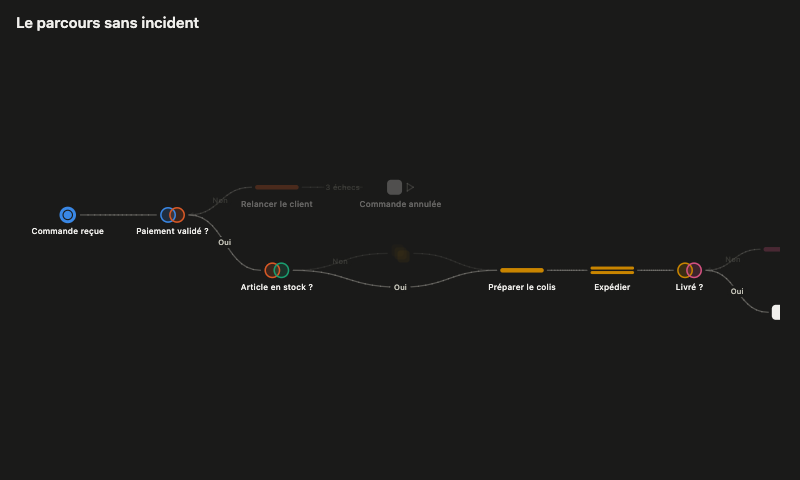 Le parcours sans incident
Non
3 échecs
Relancer le client
Commande annulée
Commande reçue
Paiement validé ?
Oui
Non
Article en stock ?
Oui
Préparer le colis
Expédier
Livré ?
Non
Oui